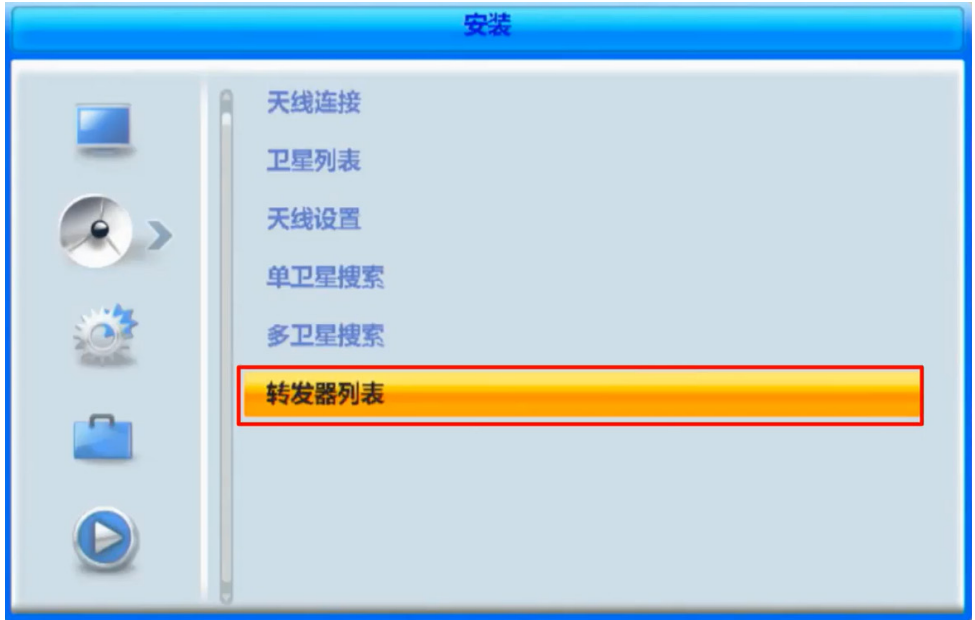 安装
天线连接
卫星列表
天线设置
单卫星搜索
多卫星搜索
转发器列表